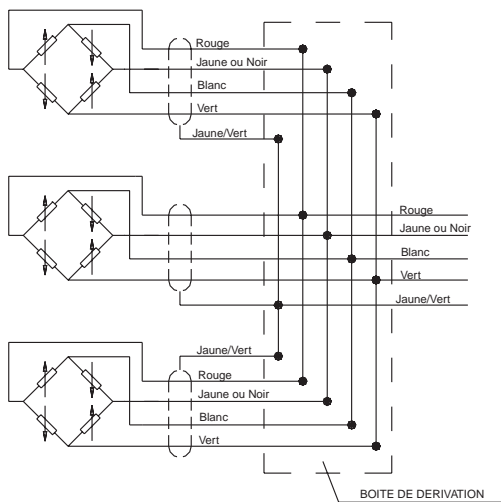 Rouge
Jaune ou Noir
Blanc
Vert
Jaune/Vert
Rouge
Jaune ou Noir
Blanc
Vert
Jaune/Vert
Jaune/Vert
Rouge
Jaune ou Noir
Blanc
Vert
BOITE DE DERIVATION